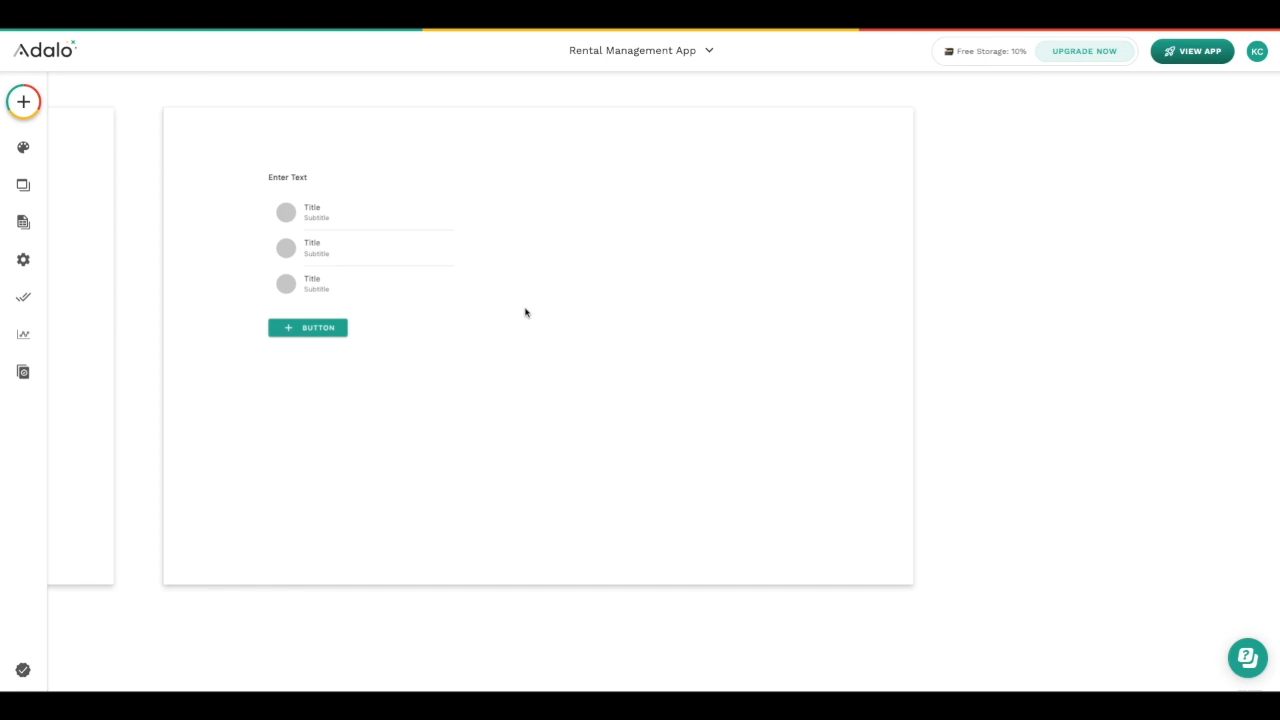 Adalo
Rental Management App
Free Storage: 10%
UPGRADE NOW
VIEW APP
KC
Enter Text
Title
Subtitle
Title
Subtitle
Title
Subtitle
+ BUTTON